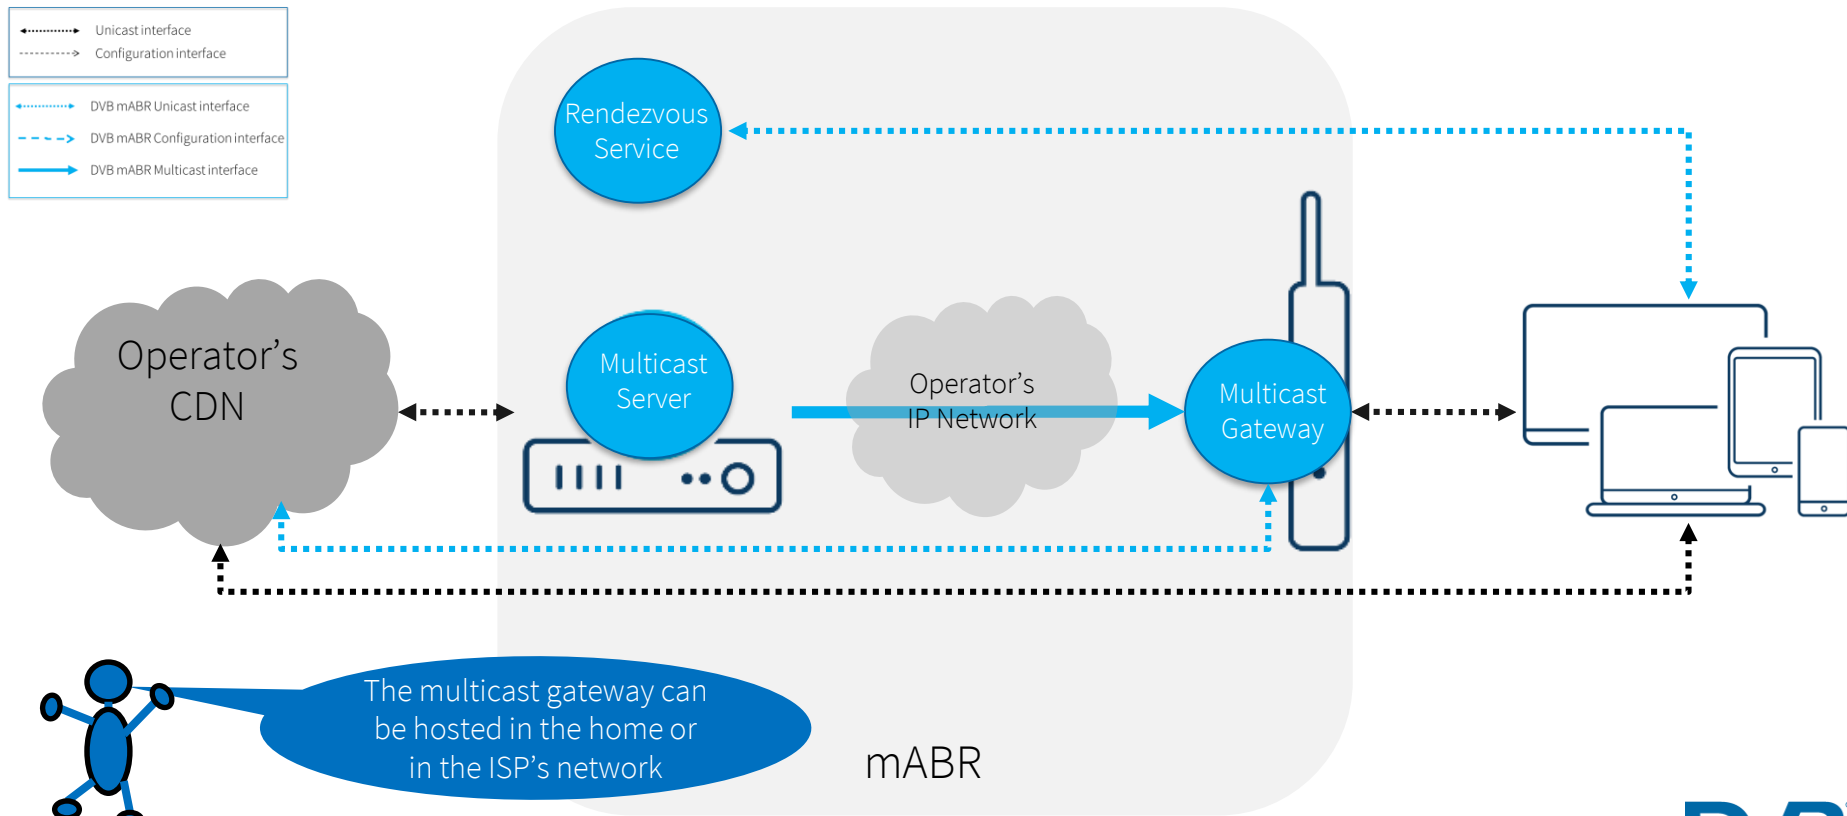 Unicast interface
Configuration interface
DVB mABR Unicast interface
DVB mABR Configuration interface
DVB mABR Multicast interface
Rendezvous
Service
Operator's
CDN
Multicast
Server
Operator's
IP Network
Multicast
Gateway
The multicast gateway can
be hosted in the home or
in the ISP's network
mABR